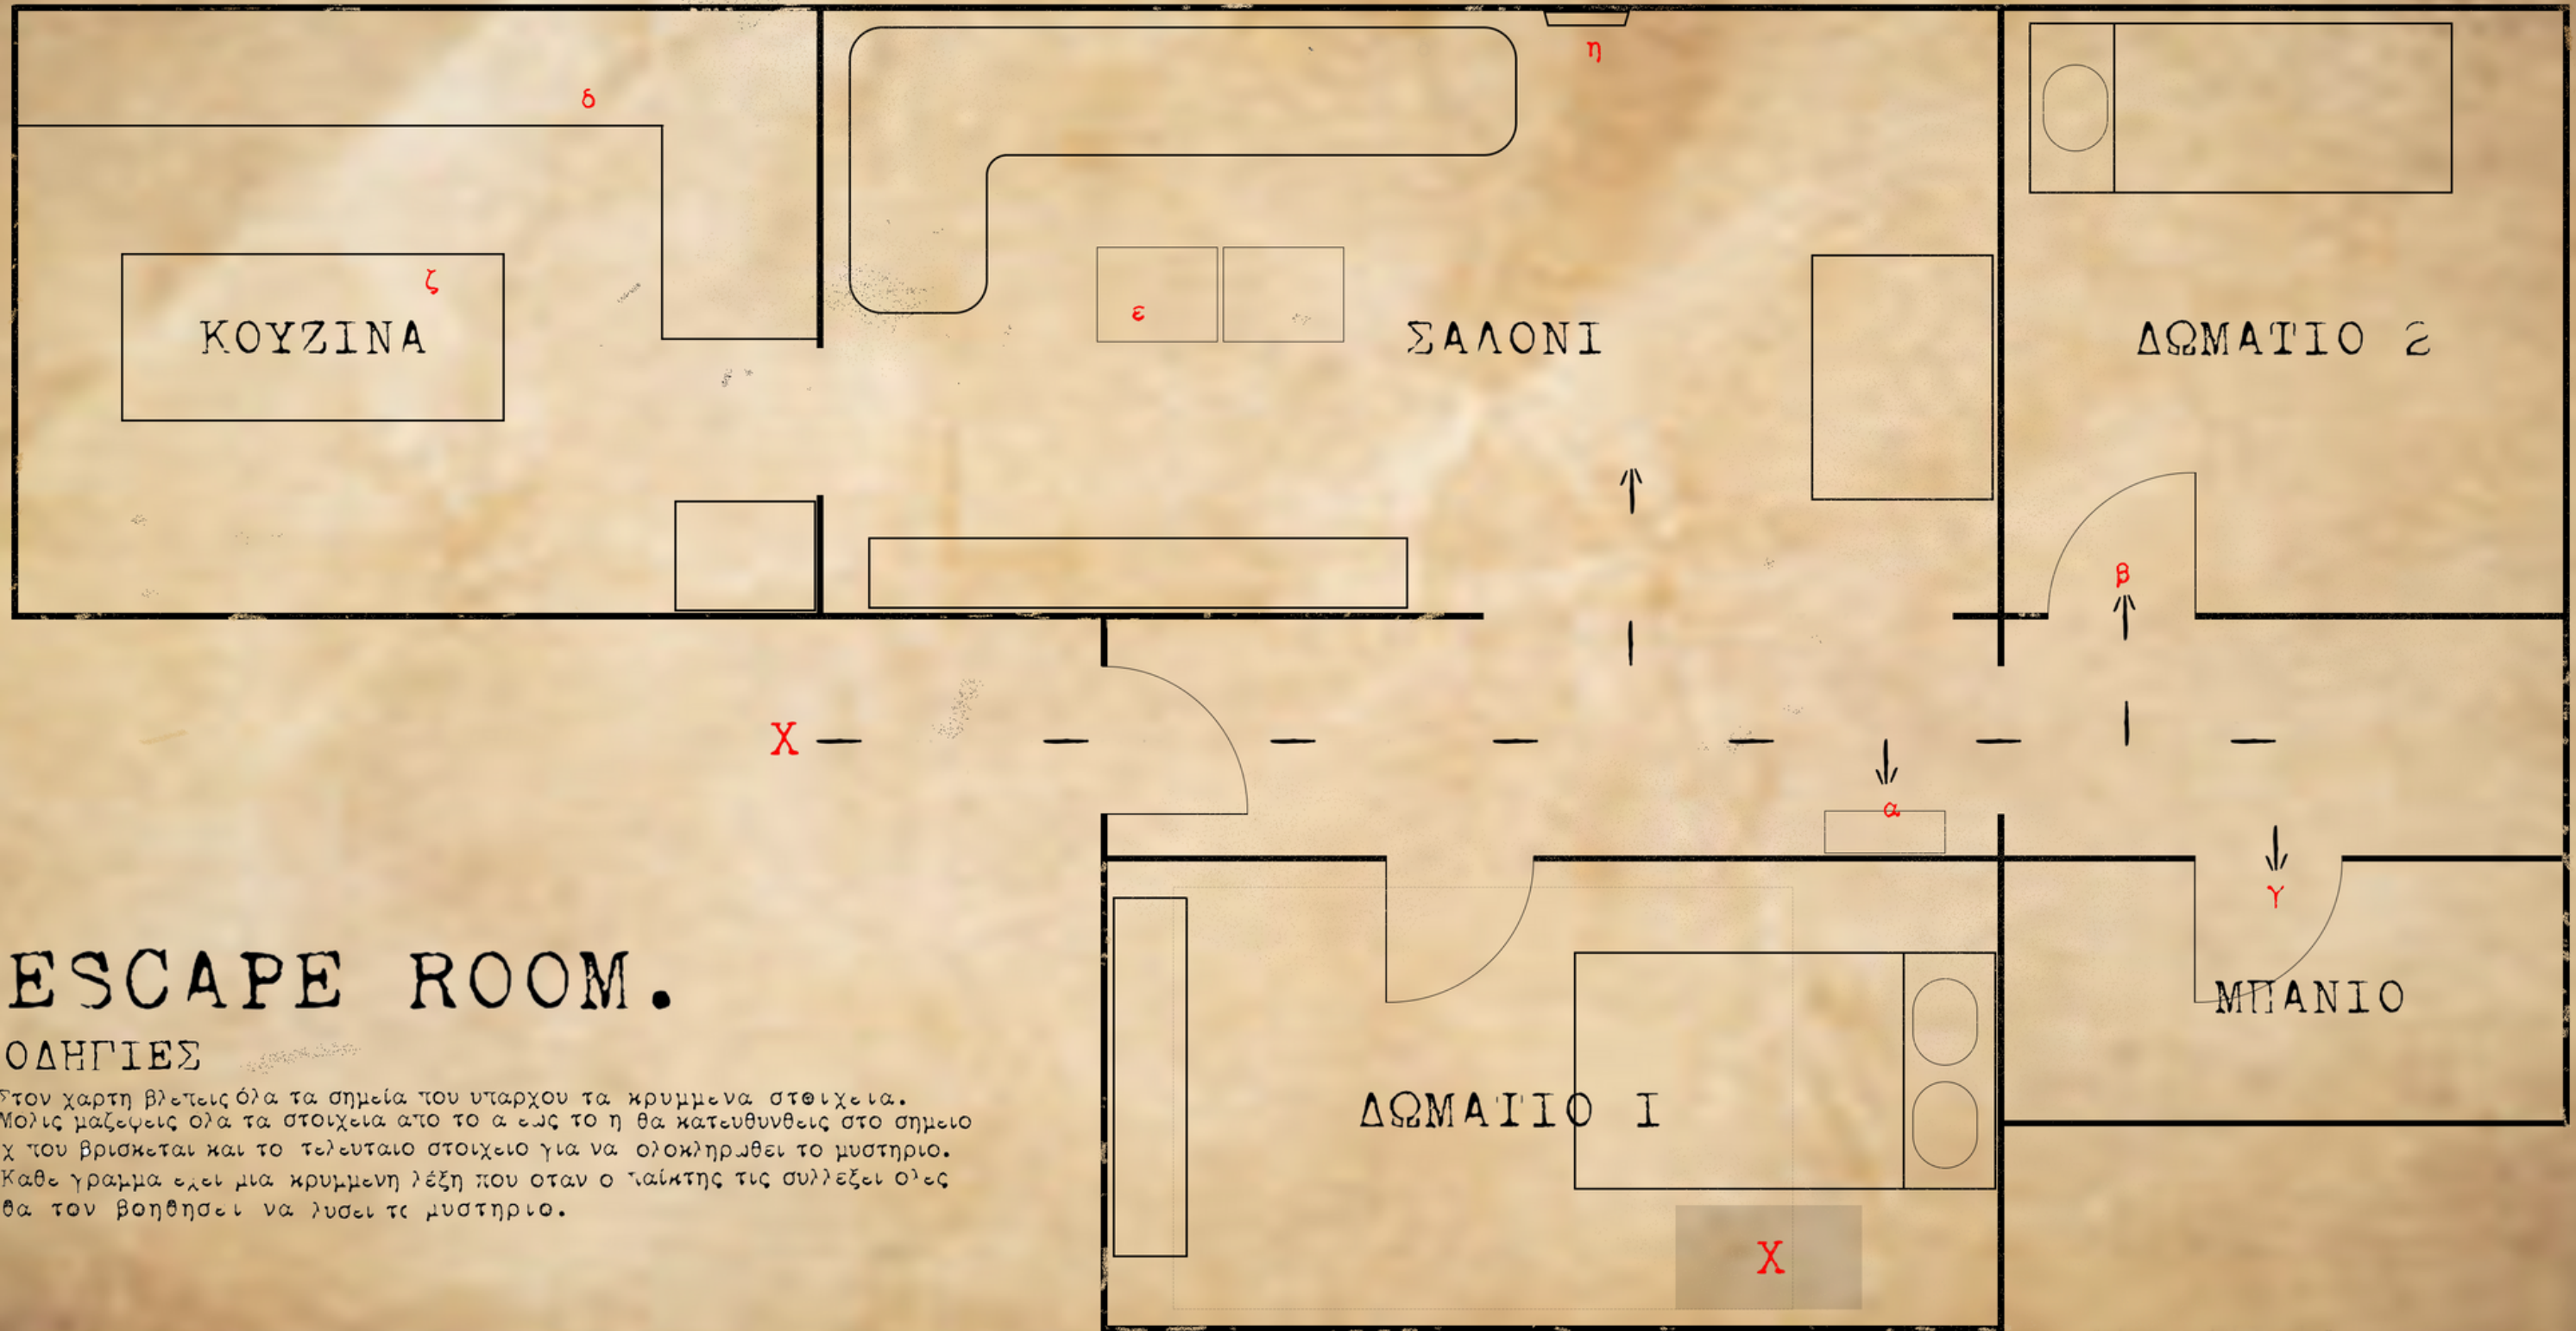 η
δ
ζ
ε
ΚΟΥΖΙΝΑ
ΣΑΛΟΝΙ
ΔΩΜΑΤΙΟ 2
β
Χ
α
γ
ESCAPE ROOM.
ΜΠΑΝΙΟ
ΟΔΗΓΙΕΣ
Στον χαρτη βλεπεις όλα τα σημεία που υπαρχου τα κρυμμενα στοιχεια.
Μολις μαζεψεις ολα τα στοιχεια απο το α εως το η θα κατευθυνθεις στο σημειο
χ που βρισκεται και το τελευταιο στοιχειο για να ολοκληρωθει το μυστηριο.
Καθε γραμμα εχει μια κρυμμενη λέξη που οταν ο παίκτης τις συλλεξει ολες
θα τον βοηθησει να λυσει το μυστηριο.
ΔΩΜΑΤΙΟ Ι
Χ